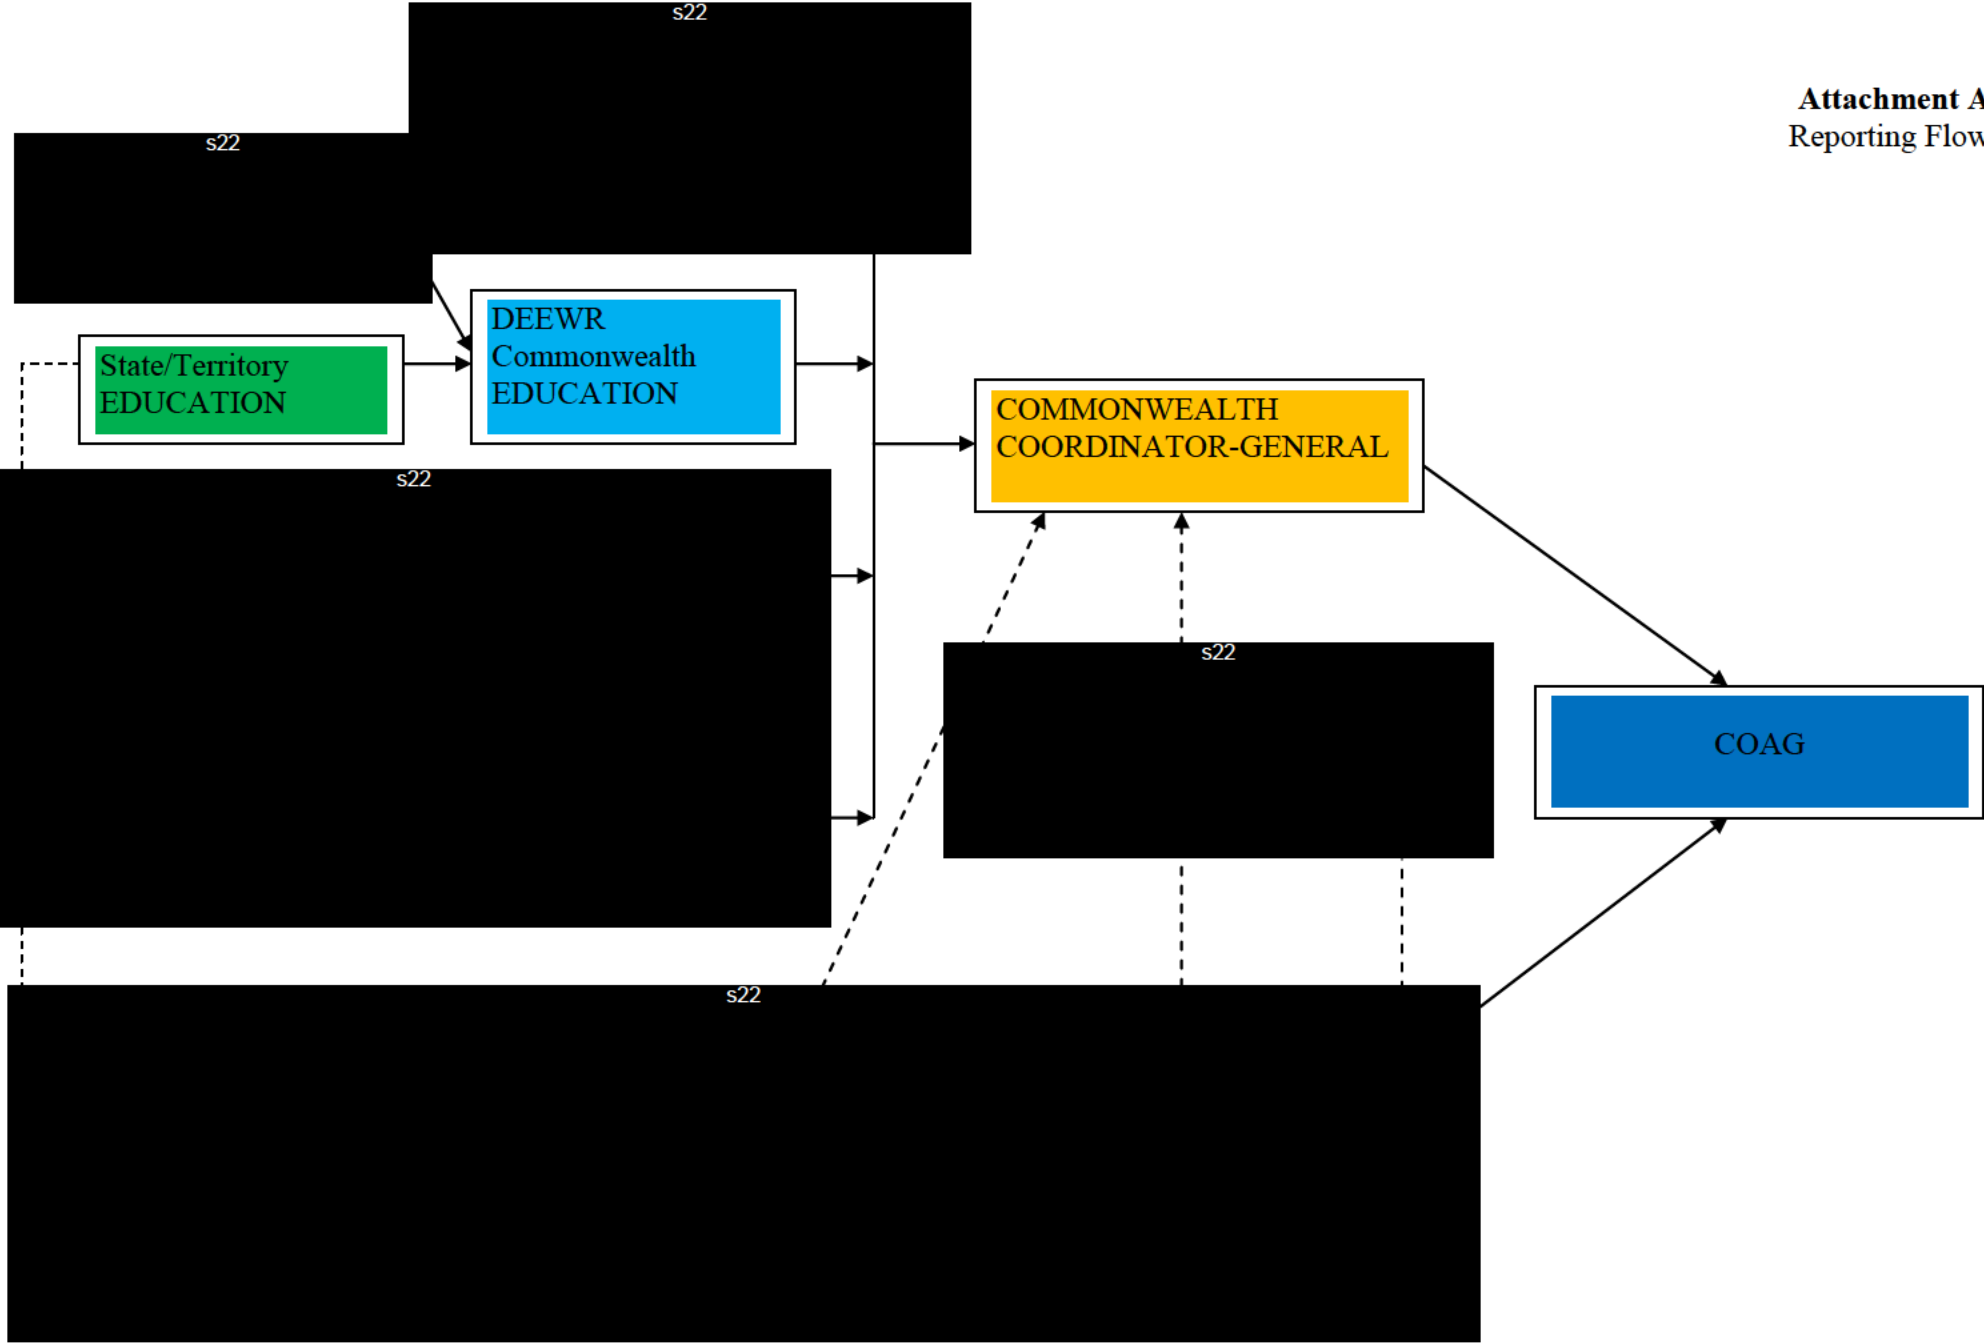 s22
Attachment A
Reporting Flow
s22
DEEWR
Commonwealth
EDUCATION
State/Territory
EDUCATION
COMMONWEALTH
COORDINATOR-GENERAL
s22
s22
COAG
s22